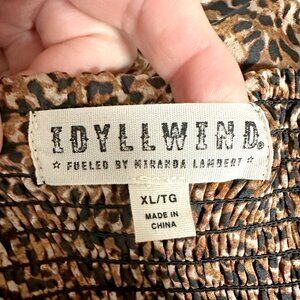 IDYLLWIND®
★ FUELED BY MIRANDA LAMBERT ★
XL/TG
MADE IN
CHINA